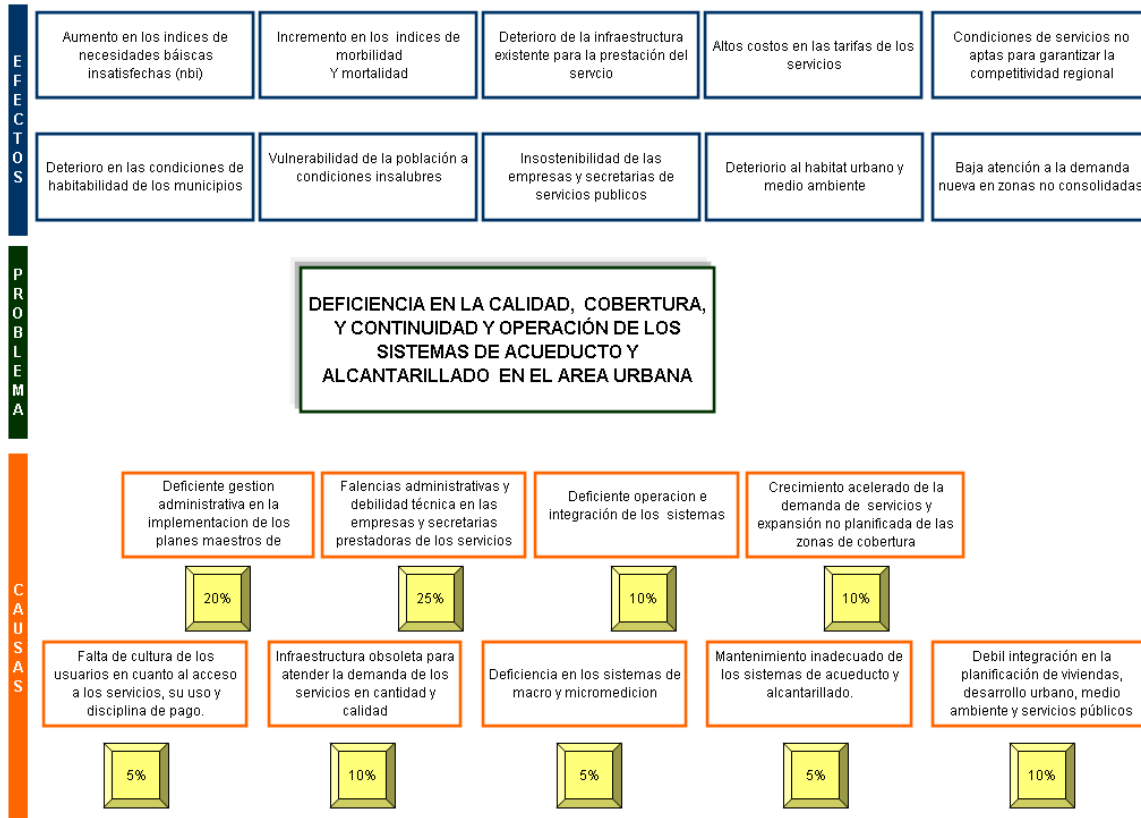 EFECTOS
Aumento en los indices de
necesidades báiscas
insatisfechas (nbi)
Incremento en los indices de
morbilidad
Y mortalidad
Deterioro de la infraestructura
existente para la prestación del
servcio
Altos costos en las tarifas de los
servicios
Condiciones de servicios no
aptas para garantizar la
competitividad regional
Deterioro en las condiciones de
habitabilidad de los municipios
Vulnerabilidad de la población a
condiciones insalubres
Insostenibilidad de las
empresas y secretarias de
servicios publicos
Deteriorio al habitat urbano y
medio ambiente
Baja atención a la demanda
nueva en zonas no consolidadas
PROBLEMA
DEFICIENCIA EN LA CALIDAD, COBERTURA,
Y CONTINUIDAD Y OPERACIÓN DE LOS
SISTEMAS DE ACUEDUCTO Y
ALCANTARILLADO EN EL AREA URBANA
CAUSAS
Deficiente gestion
administrativa en la
implementacion de los
planes maestros de
Falencias administrativas y
debilidad técnica en las
empresas y secretarias
prestadoras de los servicios
Deficiente operacion e
integración de los sistemas
Crecimiento acelerado de la
demanda de servicios y
expansión no planificada de las
zonas de cobertura
20%
25%
10%
10%
Falta de cultura de los
usuarios en cuanto al acceso
a los servicios, su uso y
disciplina de pago.
Infraestructura obsoleta para
atender la demanda de los
servicios en cantidad y
calidad
Deficiencia en los sistemas de
macro y micromedicion
Mantenimiento inadecuado de
los sistemas de acueducto y
alcantarillado.
Debil integración en la
planificación de viviendas,
desarrollo urbano, medio
ambiente y servicios públicos
5%
10%
5%
5%
10%